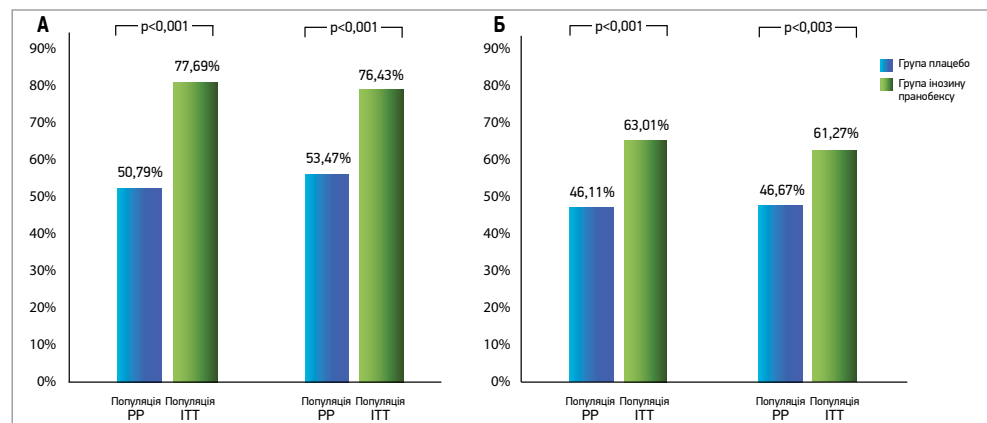 А
p<0,001
p<0,001
90%
80%
70%
60%
50%
40%
30%
20%
10%
0%
50,79%
77,69%
53,47%
76,43%
Популяція Популяція
PP ITT
Популяція Популяція
PP ITT
Б
p<0,001
p<0,003
90%
80%
70%
60%
50%
40%
30%
20%
10%
0%
46,11%
63,01%
46,67%
61,27%
Популяція Популяція
PP ITT
Популяція Популяція
PP ITT
Група плацебо
Група інозину
пранобексу